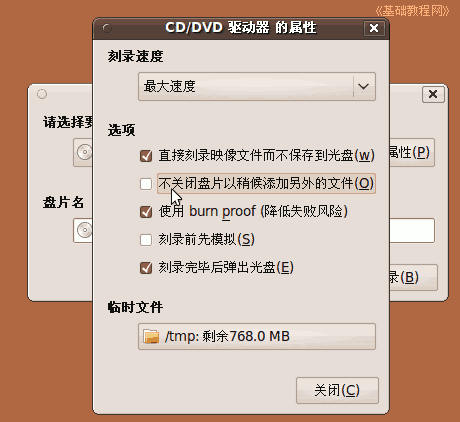 《基础教程网》
CD/DVD 驱动器 的属性
刻录速度
最大速度
请选择要
选项
直接刻录映像文件而不保存到光盘(w)
属性(P)
不关闭盘片以稍候添加另外的文件(O)
盘片名
使用 burn proof (降低失败风险)
刻录前先模拟(S)
刻录完毕后弹出光盘(E)
录(B)
临时文件
/tmp: 剩余768.0 MB
关闭(C)